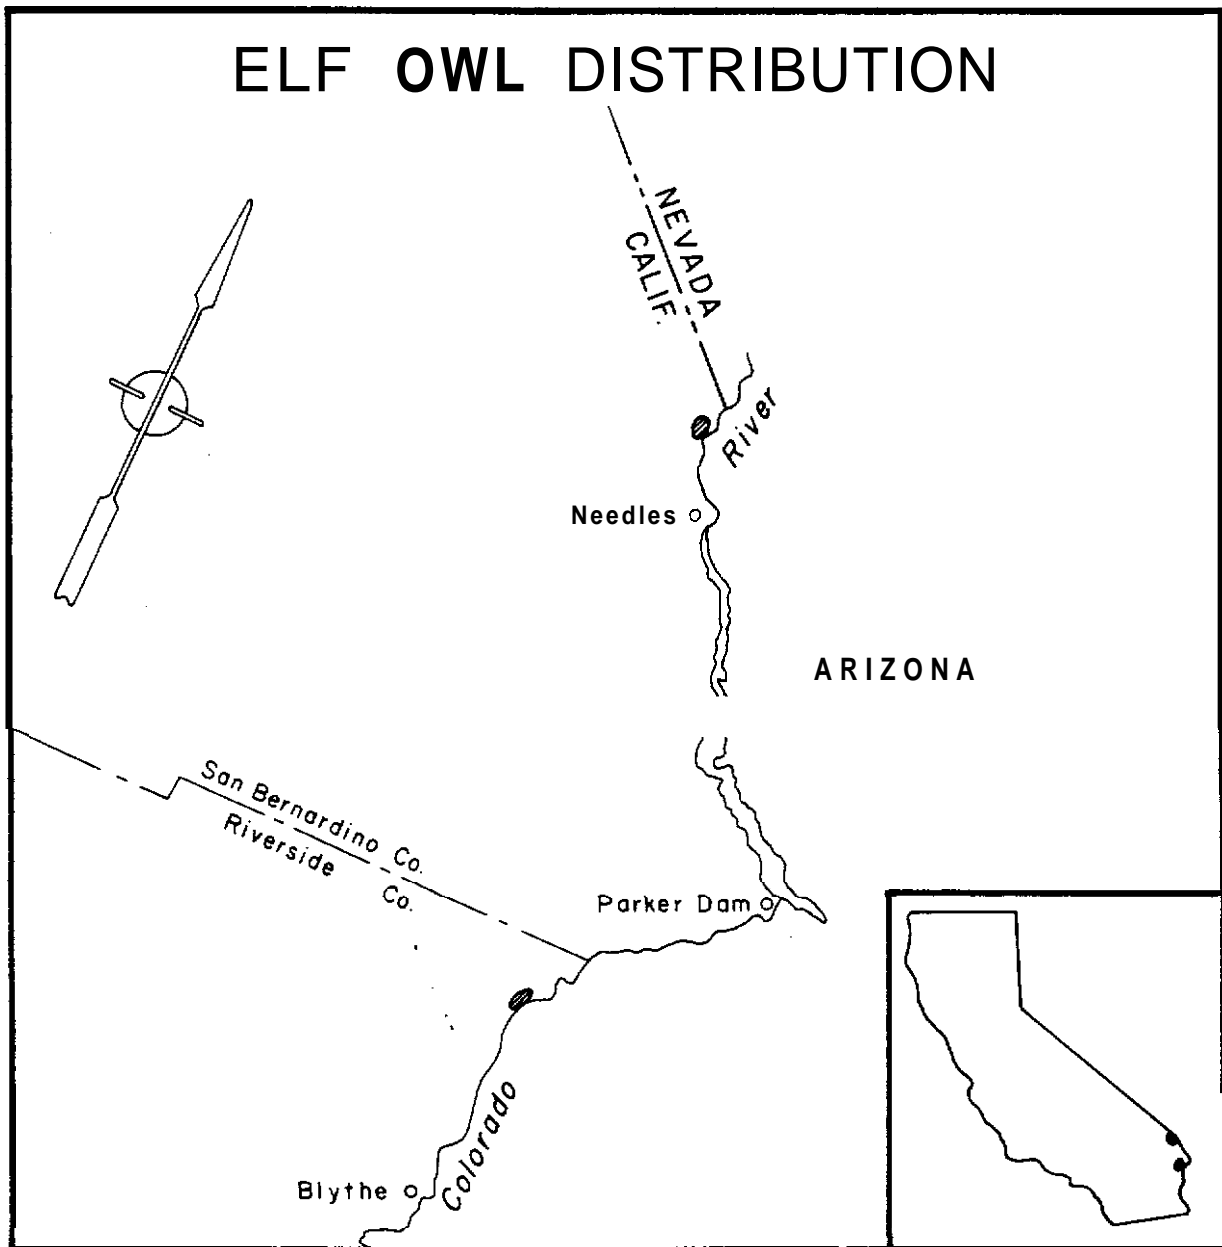 ELF OWL DISTRIBUTION
NEVADA
CALIF.
River
Needles
ARIZONA
San Bernardino Co.
Riverside Co.
Parker Dam
Colorado
Blythe